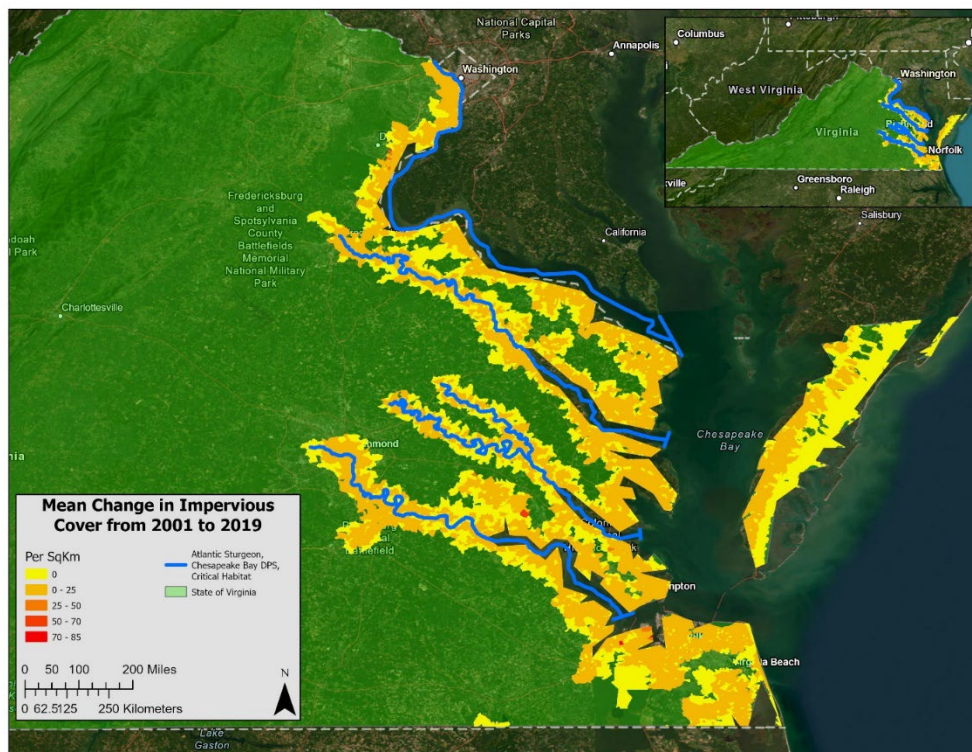 National Capital
Parks
Annapolis
Washington
Fredericksburg
and
Spotsylvania
County
Battlefields
Memorial
National Military
Park
California
Salisbury
Charlottesville
Chesapeake
Bay
Virginia Beach
Lake
Gaston
Columbus
Washington
West Virginia
Virginia
Norfolk
Greensboro
Raleigh
Mean Change in Impervious
Cover from 2001 to 2019
Per SqKm
0
0 - 25
25 - 50
50 - 70
70 - 85
Atlantic Sturgeon,
Chesapeake Bay DPS,
Critical Habitat
State of Virginia
0 50 100 200 Miles
0 62.5125 250 Kilometers
N